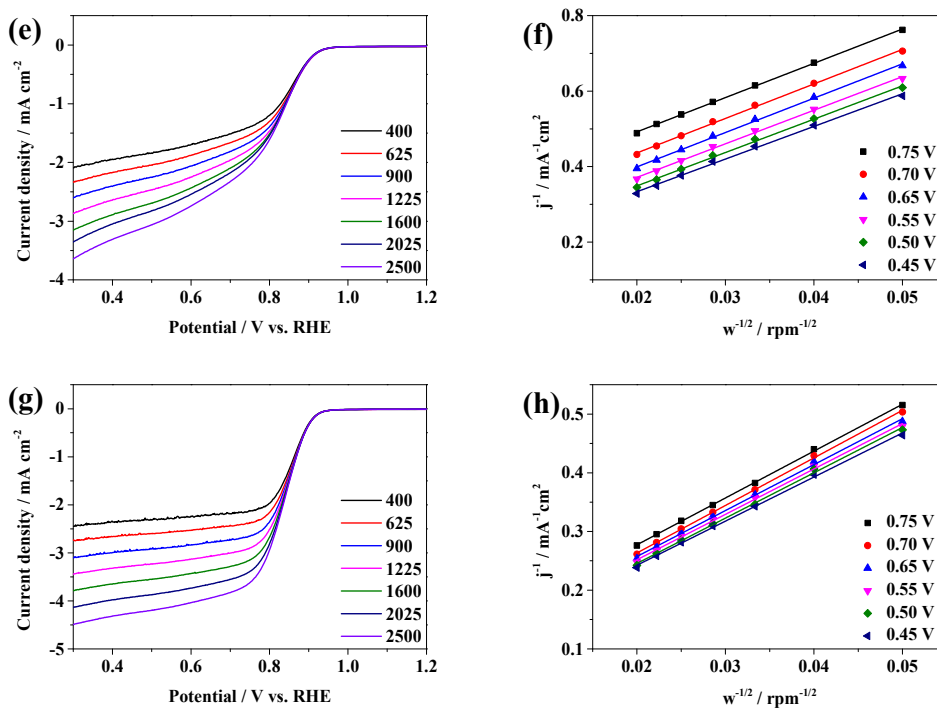 (e)
0
-1
-2
-3
-4
0.4
0.6
0.8
1.0
1.2
Current density / mA cm⁻²
Potential / V vs. RHE
400
625
900
1225
1600
2025
2500
(f)
0.8
0.6
0.4
0.2
0.02
0.03
0.04
0.05
j⁻¹ / mA⁻¹cm²
w⁻¹/² / rpm⁻¹/²
0.75 V
0.70 V
0.65 V
0.55 V
0.50 V
0.45 V
(g)
0
-1
-2
-3
-4
-5
0.4
0.6
0.8
1.0
1.2
Current density / mA cm⁻²
Potential / V vs. RHE
400
625
900
1225
1600
2025
2500
(h)
0.5
0.4
0.3
0.2
0.1
0.02
0.03
0.04
0.05
j⁻¹ / mA⁻¹cm²
w⁻¹/² / rpm⁻¹/²
0.75 V
0.70 V
0.65 V
0.55 V
0.50 V
0.45 V